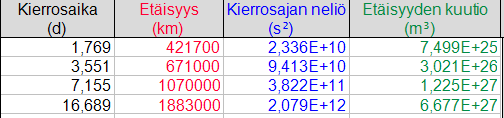 Kierrosaika Etäisyys Kierrosajan neliö Etäisyyden kuutio
(d) (km) (s²) (m³)
1,769 421700 2,336E+10 7,499E+25
3,551 671000 9,413E+10 3,021E+26
7,155 1070000 3,822E+11 1,225E+27
16,689 1883000 2,079E+12 6,677E+27